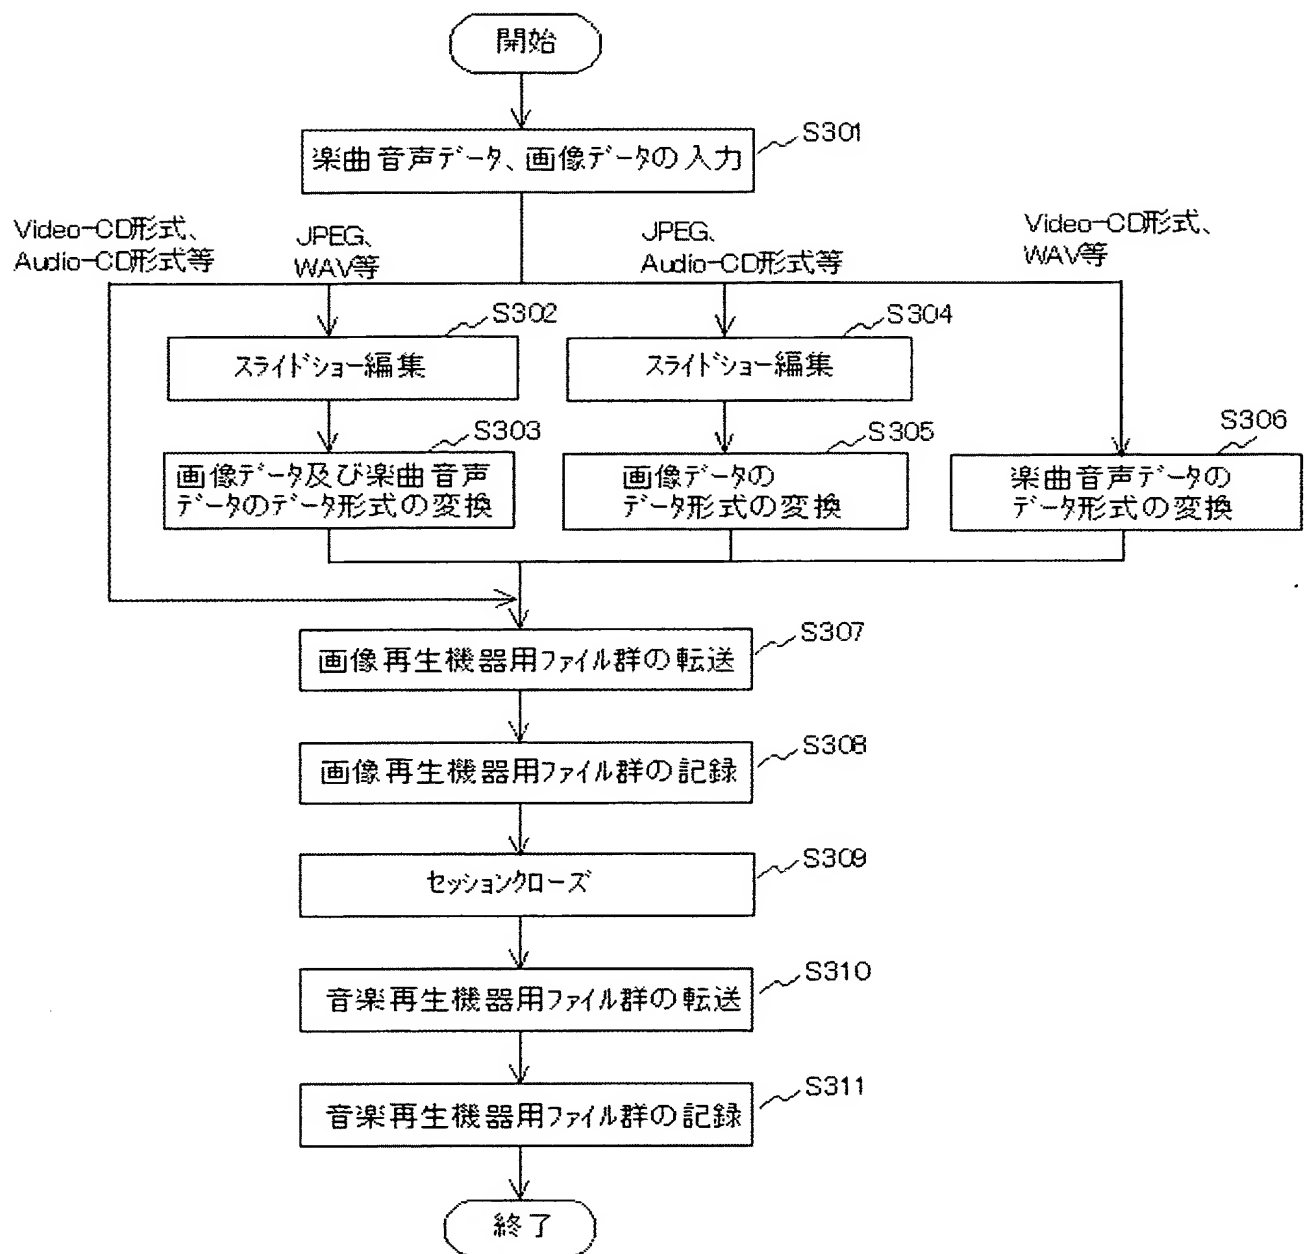 開始
楽曲音声データ、画像データの入力
S301
Video-CD形式、
Audio-CD形式等
JPEG、
WAV等
JPEG、
Audio-CD形式等
Video-CD形式、
WAV等
S302
スライドショー編集
S304
スライドショー編集
S303
画像データ及び楽曲音声
データのデータ形式の変換
S305
画像データの
データ形式の変換
S306
楽曲音声データの
データ形式の変換
S307
画像再生機器用ファイル群の転送
S308
画像再生機器用ファイル群の記録
S309
セッションクローズ
S310
音楽再生機器用ファイル群の転送
S311
音楽再生機器用ファイル群の記録
終了